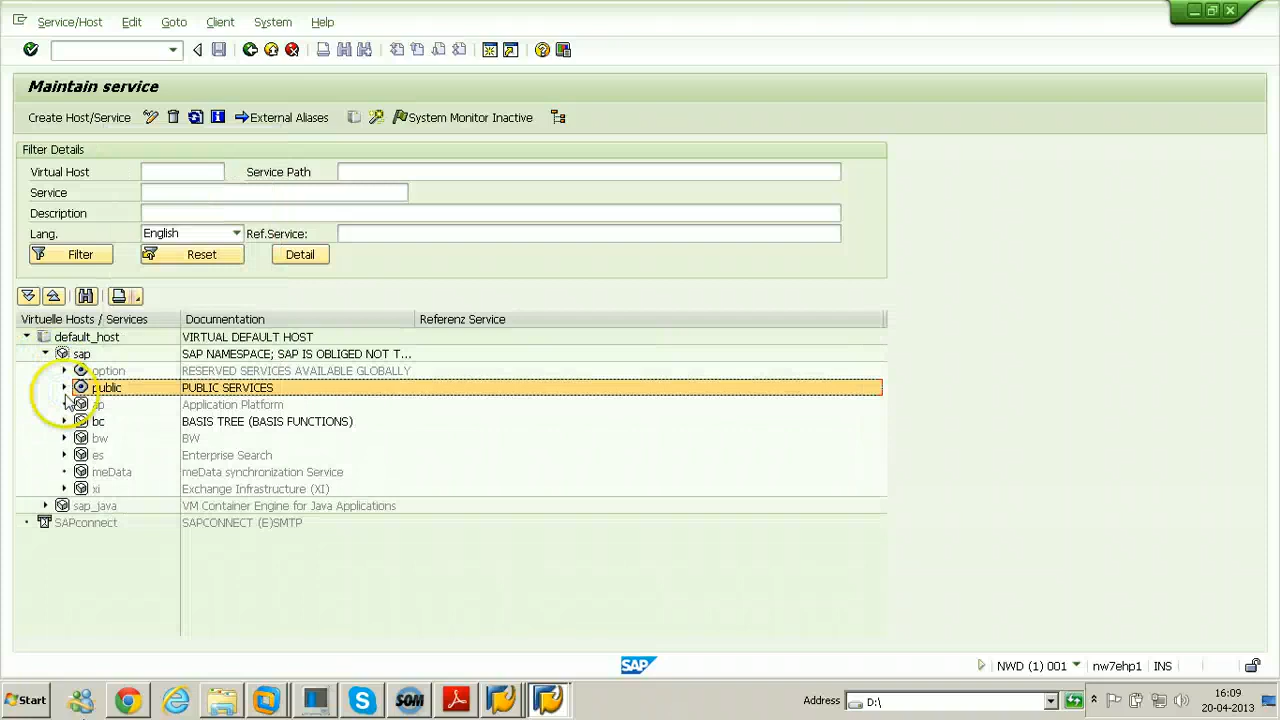 Service/Host Edit Goto Client System Help
Maintain service
Create Host/Service External Aliases System Monitor Inactive
Filter Details
Virtual Host Service Path
Service
Description
Lang. English Ref.Service:
Filter Reset Detail
Virtuelle Hosts / Services Documentation Referenz Service
default_host VIRTUAL DEFAULT HOST
sap SAP NAMESPACE; SAP IS OBLIGED NOT T...
option RESERVED SERVICES AVAILABLE GLOBALLY
public PUBLIC SERVICES
ap Application Platform
bc BASIS TREE (BASIS FUNCTIONS)
bw BW
es Enterprise Search
meData meData synchronization Service
xi Exchange Infrastructure (XI)
sap_java VM Container Engine for Java Applications
SAPconnect SAPCONNECT (E)SMTP
SAP NWD (1) 001 nw7ehp1 INS
Start SOM Address D:\ 16:09
20-04-2013